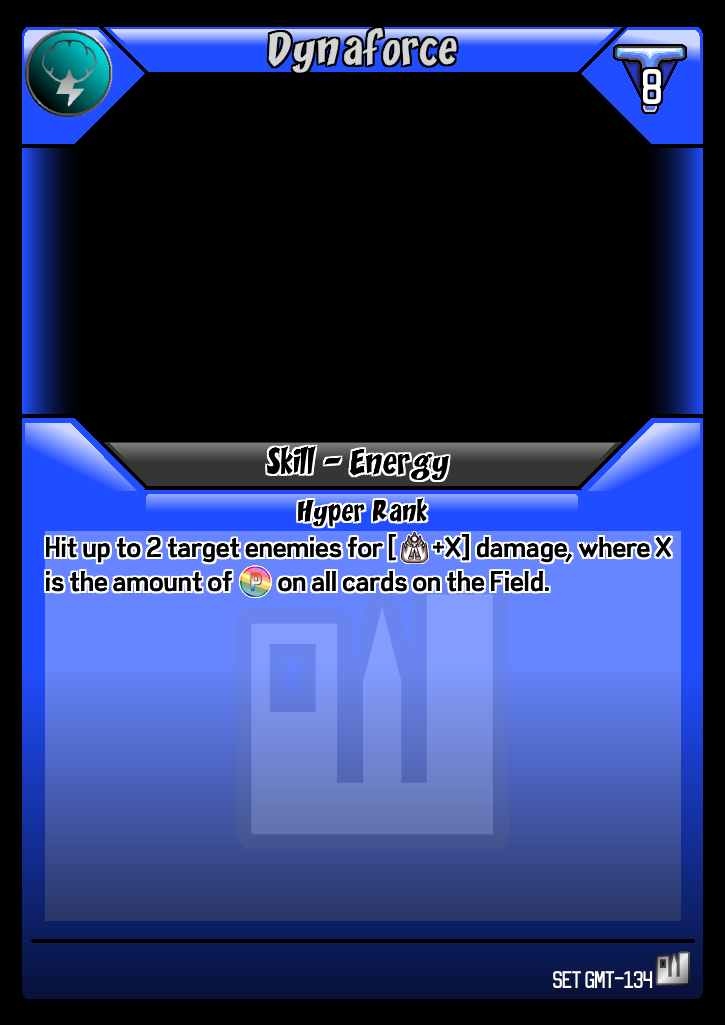 Dynaforce
8
Skill - Energy
Hyper Rank
Hit up to 2 target enemies for [ +X] damage, where X
is the amount of P on all cards on the Field.
SET GMT-134